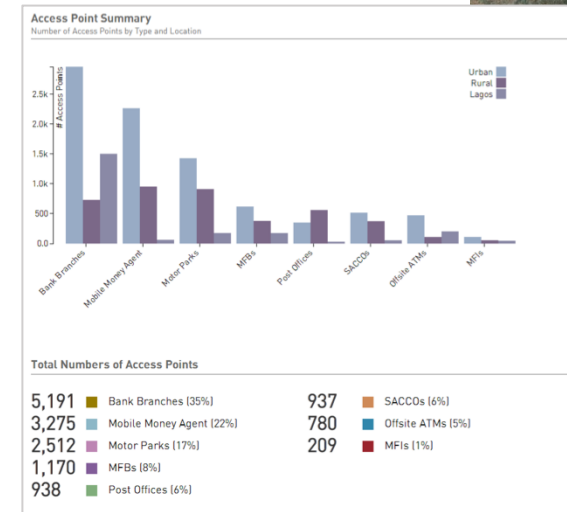 Access Point Summary
Number of Access Points by Type and Location
# Access Points
2.5k
2.0k
1.5k
1.0k
500
0.0
Urban
Rural
Lagos
Bank Branches
Mobile Money Agent
Motor Parks
MFBs
Post Offices
SACCOs
Offsite ATMs
MFIs
Total Numbers of Access Points
5,191 Bank Branches (35%)
3,275 Mobile Money Agent (22%)
2,512 Motor Parks (17%)
1,170 MFBs (8%)
938 Post Offices (6%)
937 SACCOs (6%)
780 Offsite ATMs (5%)
209 MFIs (1%)